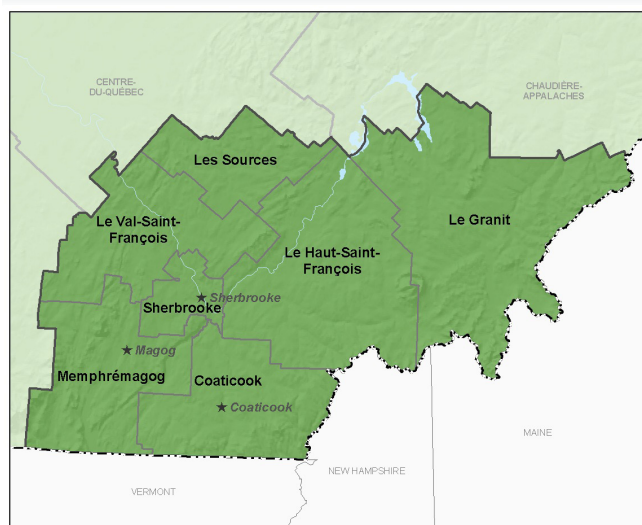 CENTRE-
DU-QUÉBEC
CHAUDIÈRE-
APPALACHES
Les Sources
Le Val-Saint-
François
Le Granit
Le Haut-Saint-
François
Sherbrooke
Sherbrooke
Magog
Memphrémagog
Coaticook
Coaticook
MAINE
NEW HAMPSHIRE
VERMONT